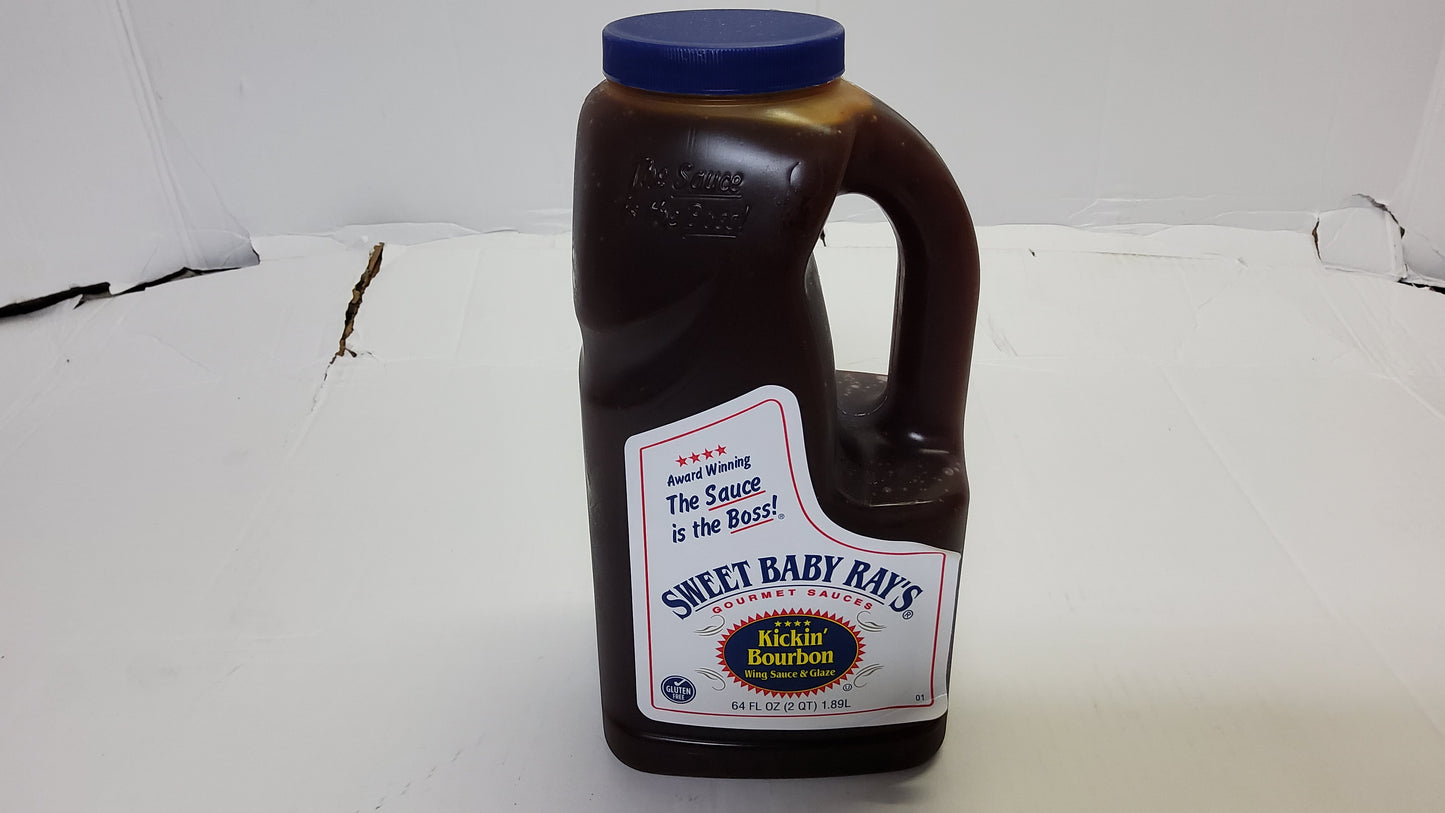 The Sauce
is the Boss!
★★★★
Award Winning
The Sauce
is the Boss!®
SWEET BABY RAY'S®
GOURMET SAUCES
★★★★
Kickin'
Bourbon
Wing Sauce & Glaze
GLUTEN
FREE
U
64 FL OZ (2 QT) 1.89L
01